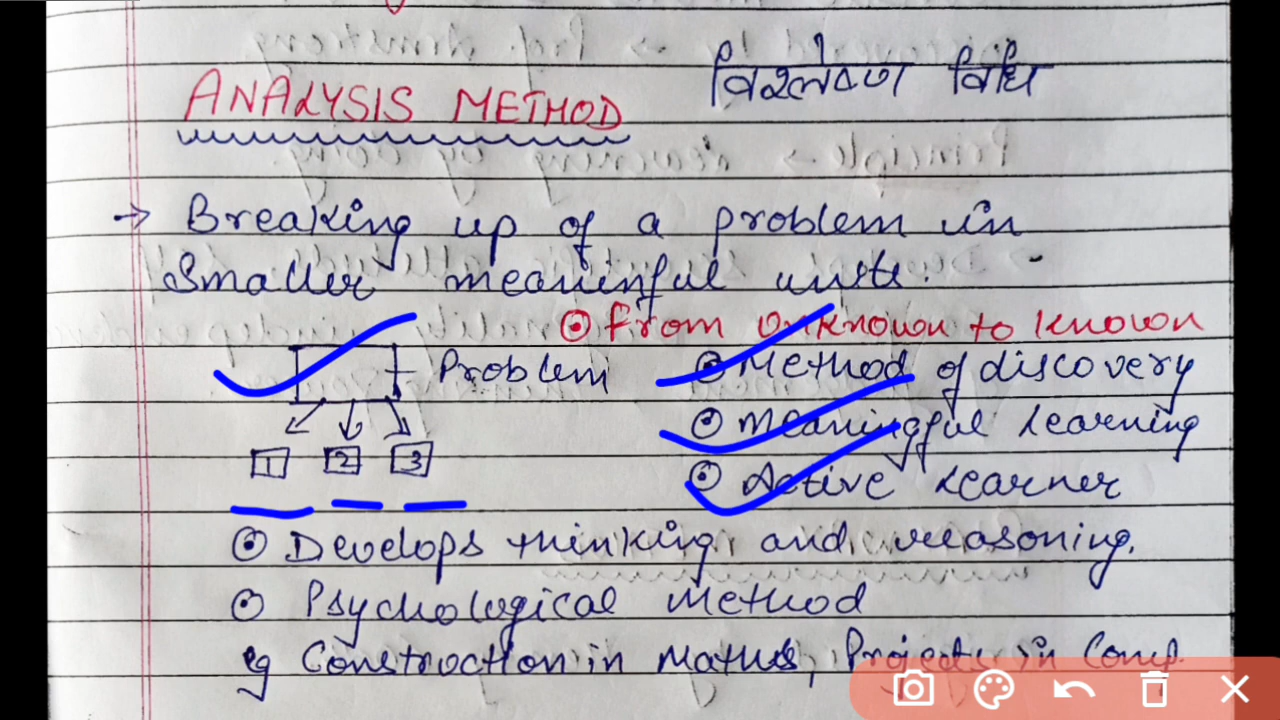 ANALYSIS METHOD विश्लेषण विधि
→ Breaking up of a problem in
Smaller meaninful units.
⊙ from unknown to known
Problem ⊙ Method of discovery
⊙ Meaningful learning
1 2 3 ⊙ Active learner
⊙ Develops thinking and reasoning.
⊙ Psychological Method
eg Construction in Maths, Projects in Comp.